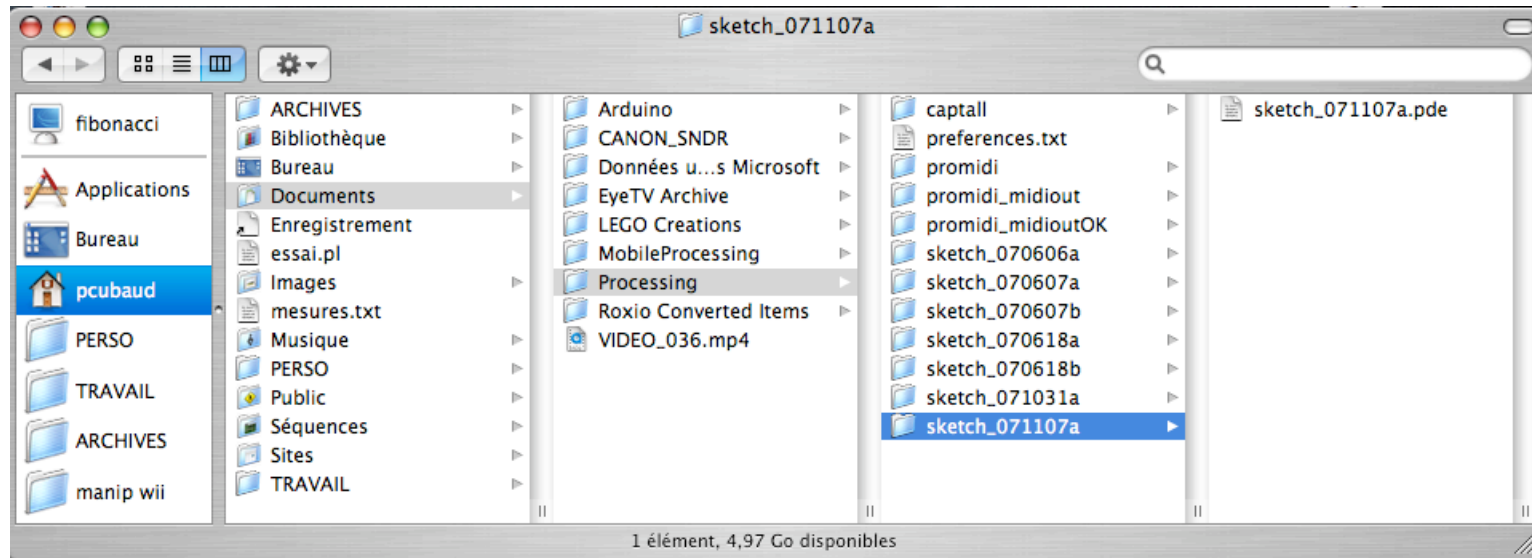 sketch_071107a
fibonacci
Applications
Bureau
pcubaud
PERSO
TRAVAIL
ARCHIVES
manip wii
ARCHIVES
Bibliothèque
Bureau
Documents
Enregistrement
essai.pl
Images
mesures.txt
Musique
PERSO
Public
Séquences
Sites
TRAVAIL
Arduino
CANON_SNDR
Données u...s Microsoft
EyeTV Archive
LEGO Creations
MobileProcessing
Processing
Roxio Converted Items
VIDEO_036.mp4
captall
preferences.txt
promidi
promidi_midiout
promidi_midioutOK
sketch_070606a
sketch_070607a
sketch_070607b
sketch_070618a
sketch_070618b
sketch_071031a
sketch_071107a
sketch_071107a.pde
1 élément, 4,97 Go disponibles